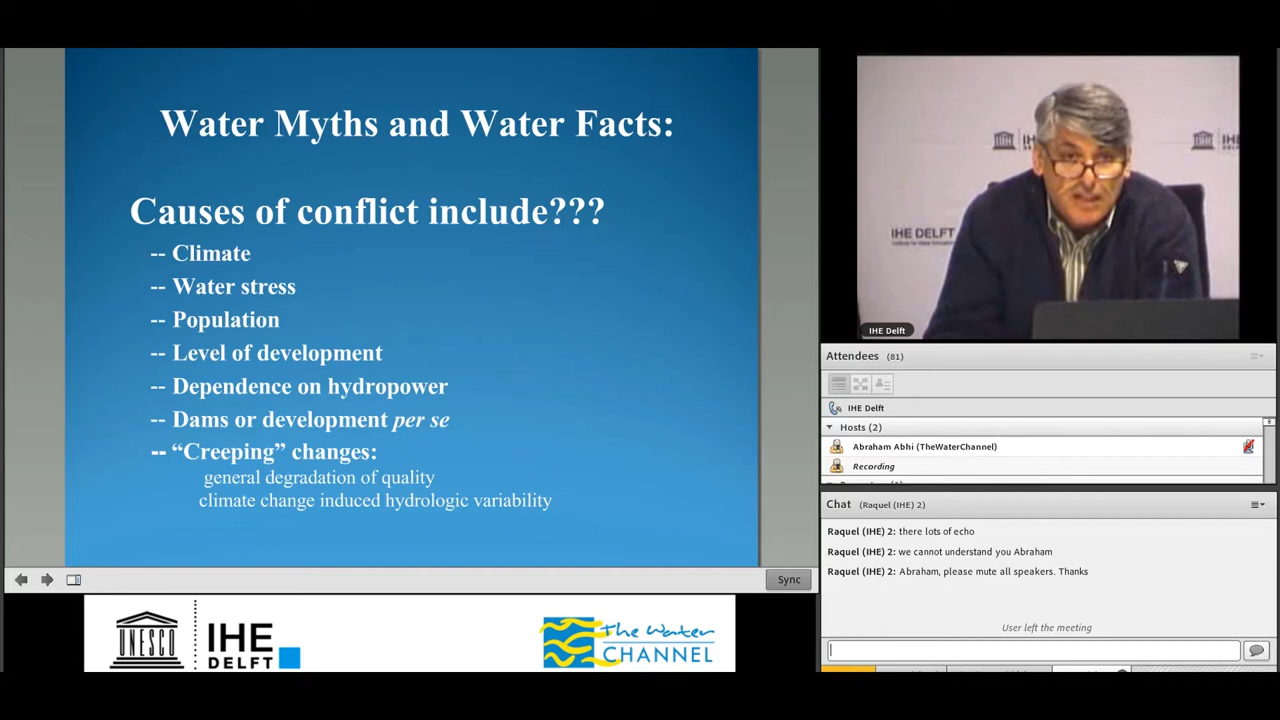 Water Myths and Water Facts:
Causes of conflict include???
-- Climate
-- Water stress
-- Population
-- Level of development
-- Dependence on hydropower
-- Dams or development per se
-- “Creeping” changes:
general degradation of quality
climate change induced hydrologic variability
Sync
UNESCO
IHE
DELFT
The Water
CHANNEL
IHE DELFT
IHE Delft
Attendees (81)
IHE Delft
Hosts (2)
Abraham Abhi (TheWaterChannel)
Recording
Chat (Raquel (IHE) 2)
Raquel (IHE) 2: there lots of echo
Raquel (IHE) 2: we cannot understand you Abraham
Raquel (IHE) 2: Abraham, please mute all speakers. Thanks
User left the meeting